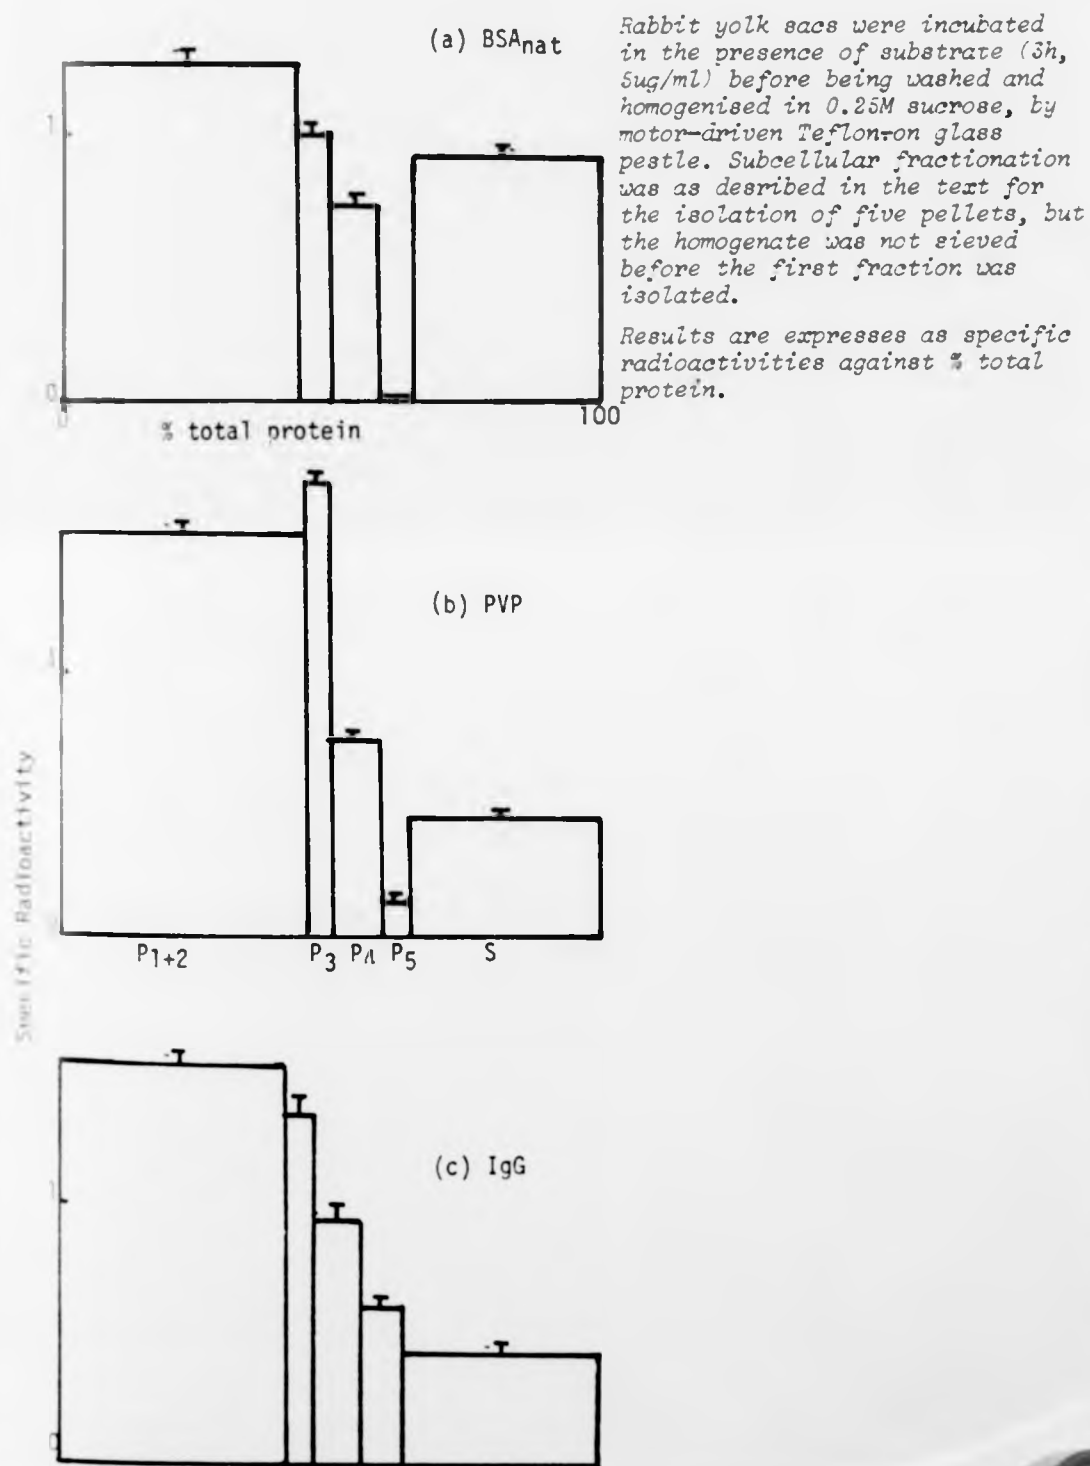 (a) BSAnat
Rabbit yolk sacs were incubated
in the presence of substrate (3h,
5ug/ml) before being washed and
homogenised in 0.25M sucrose, by
motor-driven Teflon-on glass
pestle. Subcellular fractionation
was as desribed in the text for
the isolation of five pellets, but
the homogenate was not sieved
before the first fraction was
isolated.
Results are expresses as specific
radioactivities against % total
protein.
1
0
0 100
% total protein
(b) PVP
1
P1+2 P3 P4 P5 S
Specific Radioactivity
(c) IgG
1
0